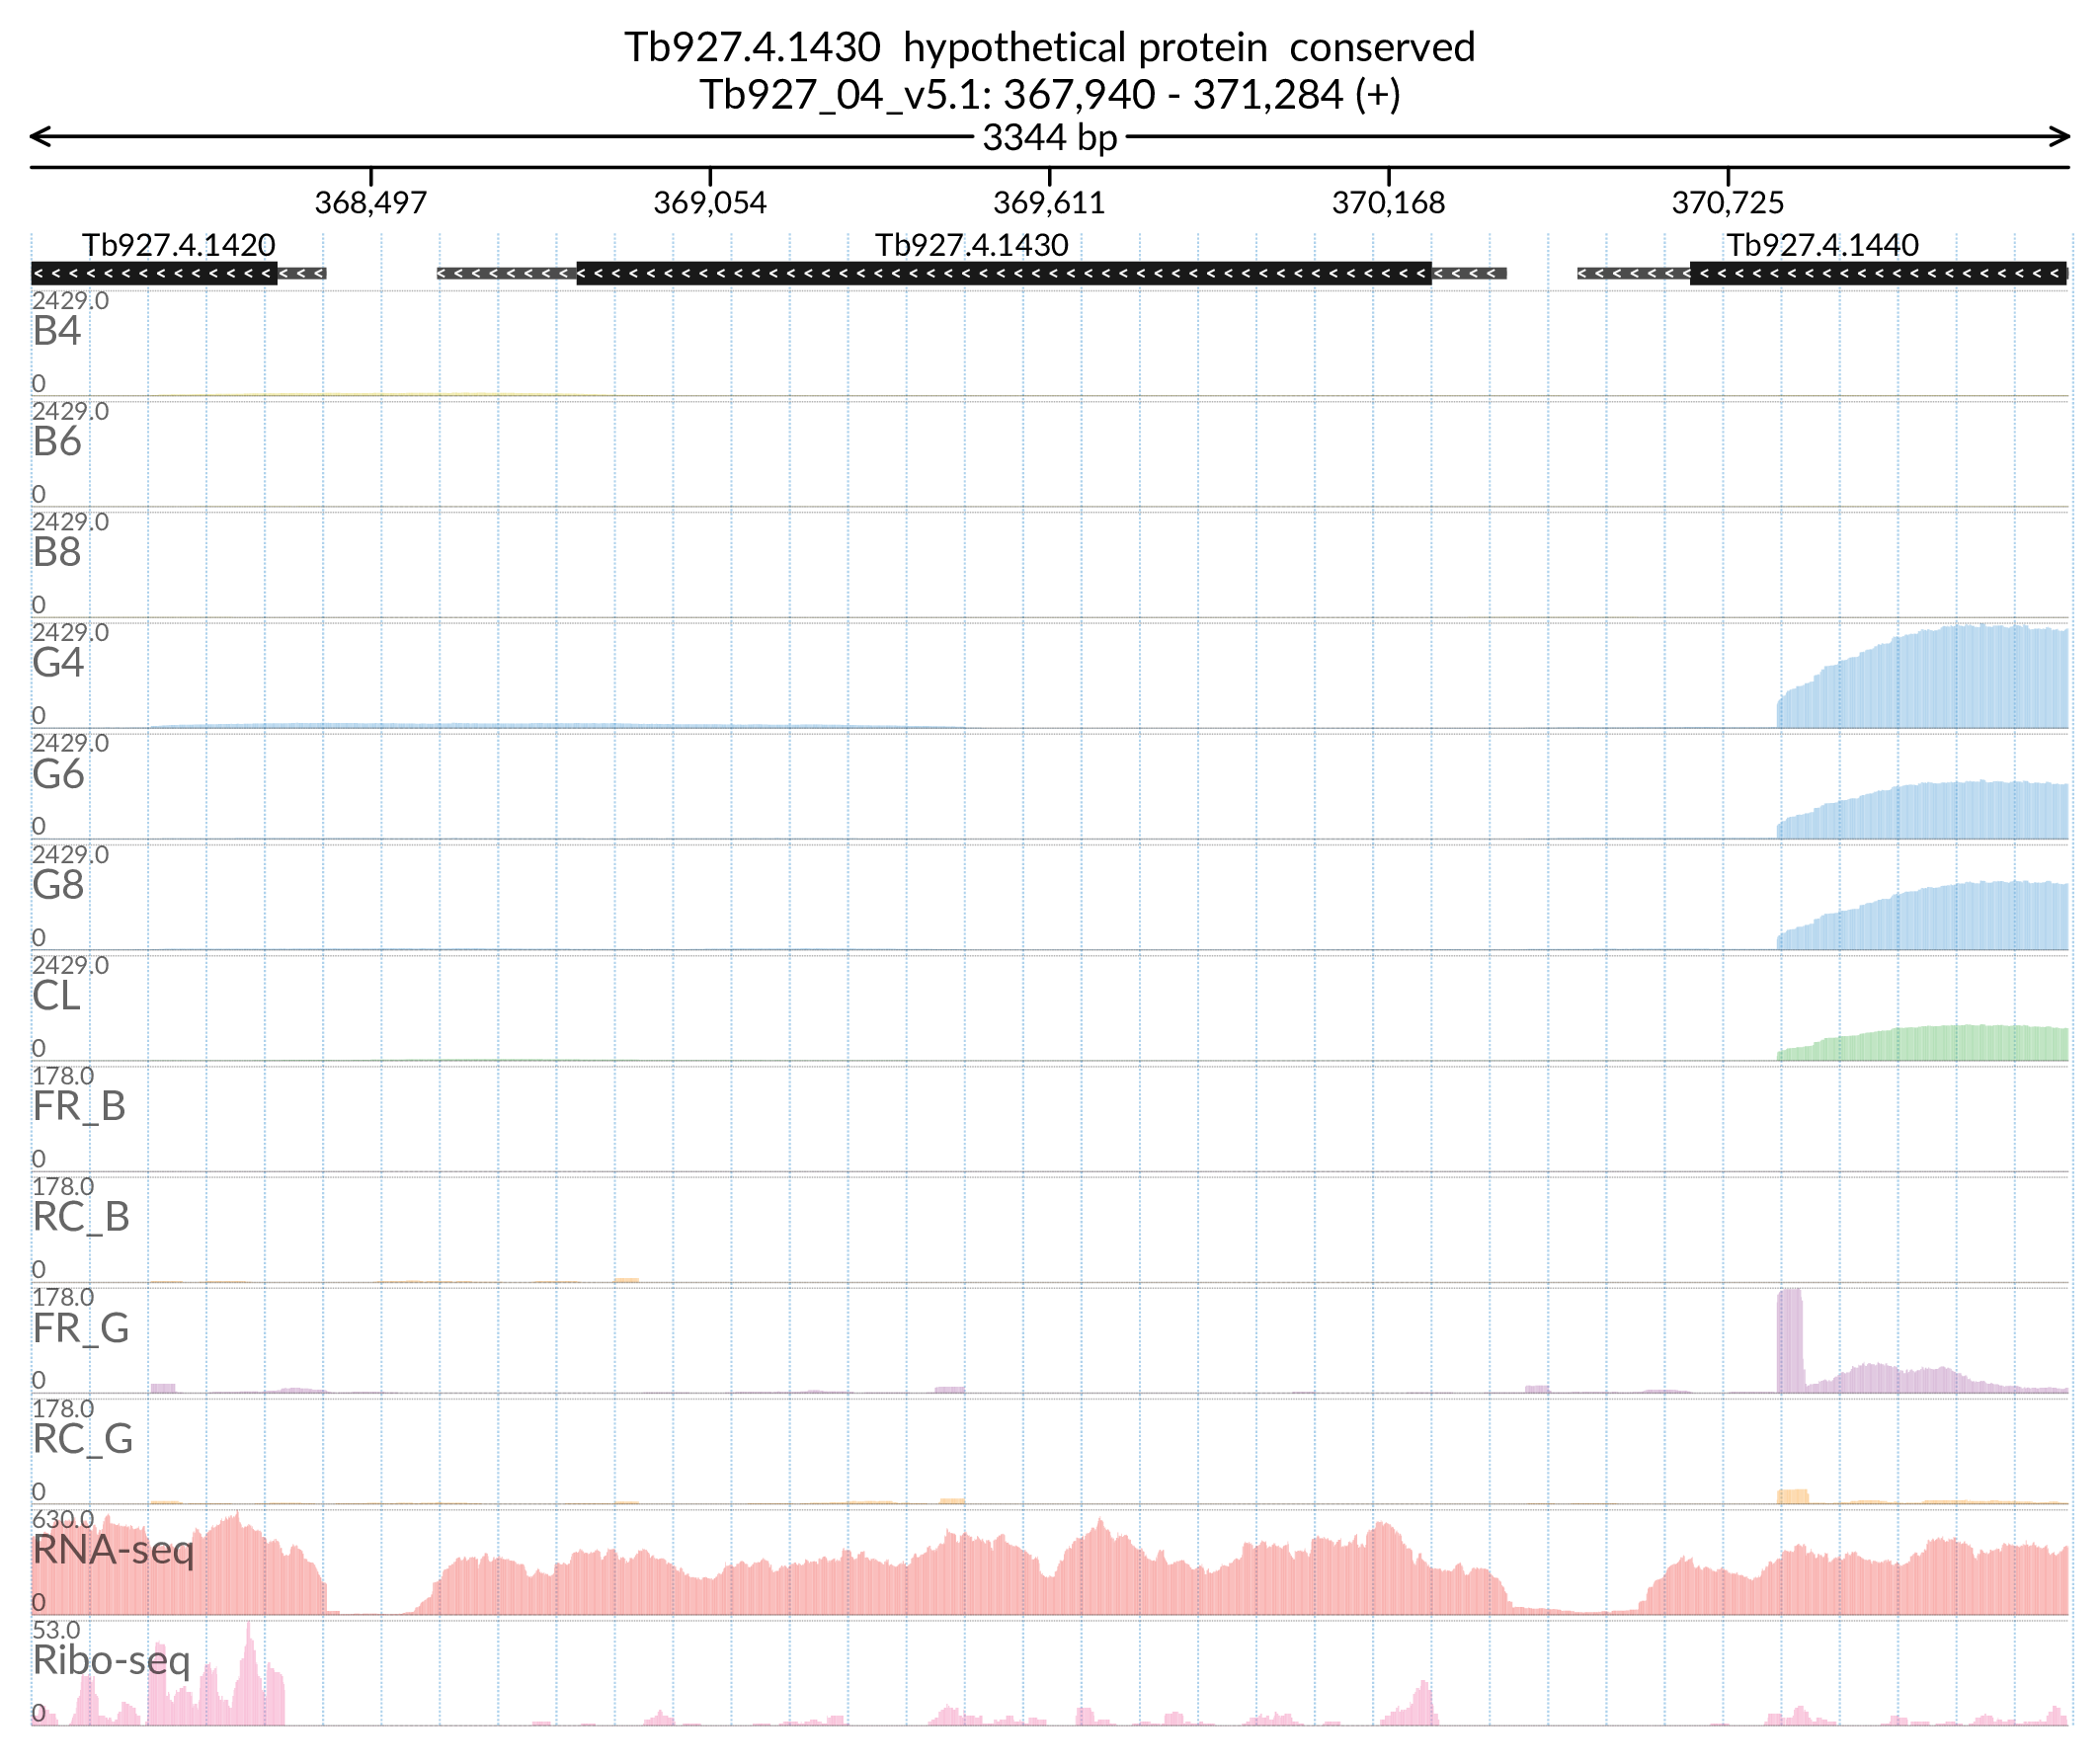 Tb927.4.1430  hypothetical protein  conserved
Tb927_04_v5.1: 367,940 - 371,284 (+)
3344 bp
368,497 369,054 369,611 370,168 370,725
Tb927.4.1420 Tb927.4.1430 Tb927.4.1440
2429.0
B4
0
2429.0
B6
0
2429.0
B8
0
2429.0
G4
0
2429.0
G6
0
2429.0
G8
0
2429.0
CL
0
178.0
FR_B
0
178.0
RC_B
0
178.0
FR_G
0
178.0
RC_G
0
630.0
RNA-seq
0
53.0
Ribo-seq
0